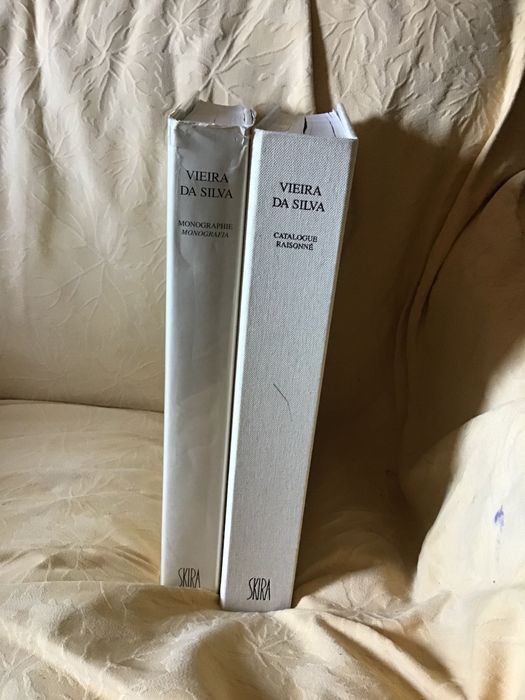 VIEIRA
DA SILVA
MONOGRAPHIE
MONOGRAFIA
SKIRA
VIEIRA
DA SILVA
CATALOGUE
RAISONNÉ
SKIRA